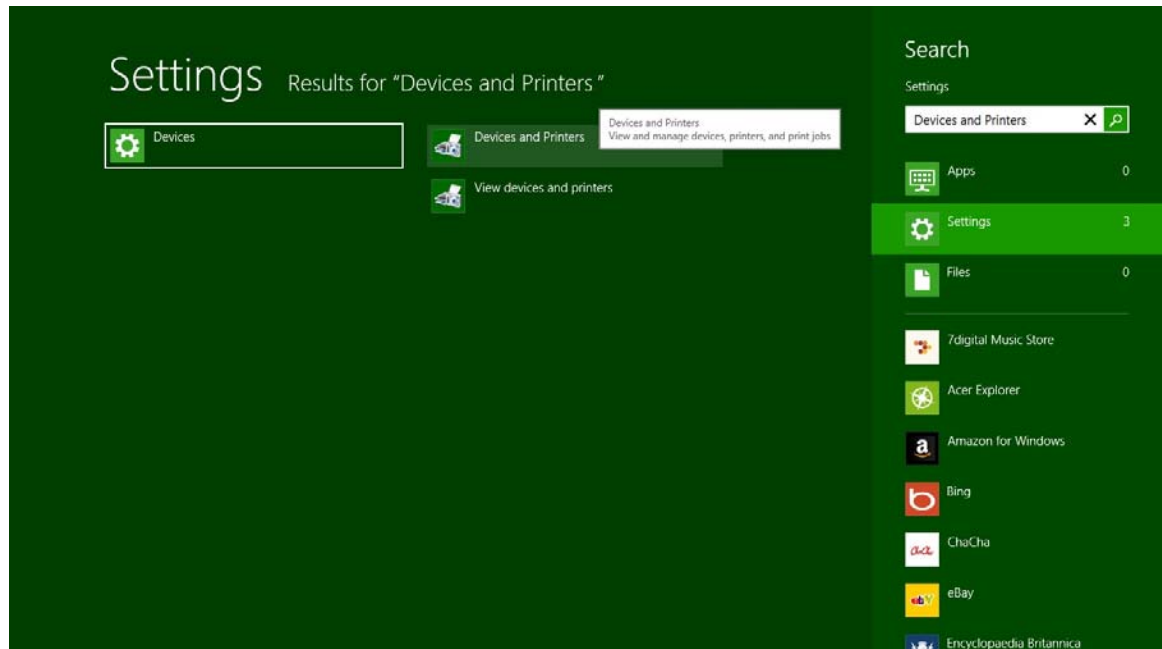 Settings Results for "Devices and Printers "
Devices
Devices and Printers
Devices and Printers
View and manage devices, printers, and print jobs
View devices and printers
Search
Settings
Devices and Printers
Apps 0
Settings 3
Files 0
7digital Music Store
Acer Explorer
a Amazon for Windows
b Bing
aa ChaCha
ebY eBay
Encyclopaedia Britannica